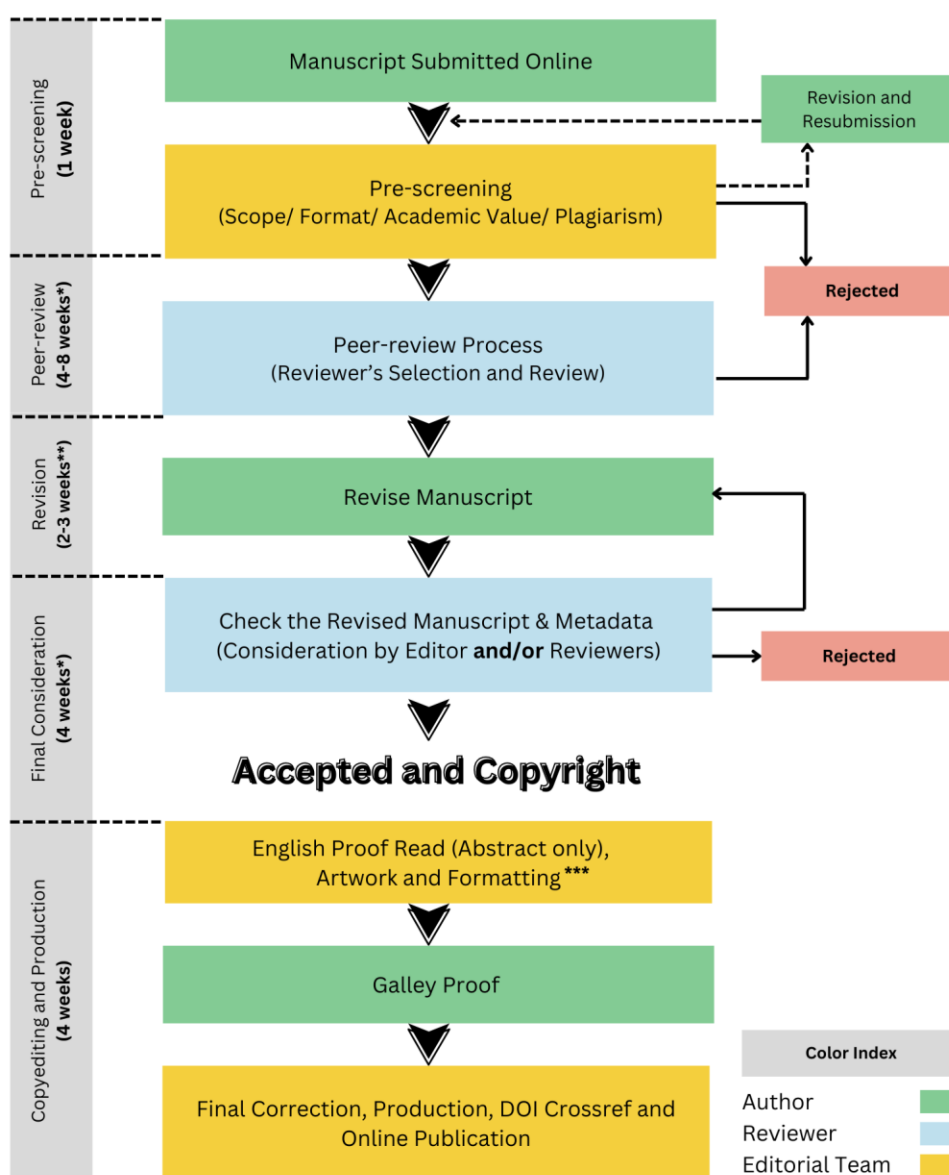 Manuscript Submitted Online
Revision and
Resubmission
Pre-screening
(1 week)
Pre-screening
(Scope/ Format/ Academic Value/ Plagiarism)
Rejected
Peer-review
(4-8 weeks*)
Peer-review Process
(Reviewer's Selection and Review)
Revision
(2-3 weeks**)
Revise Manuscript
Final Consideration
(4 weeks*)
Check the Revised Manuscript & Metadata
(Consideration by Editor and/or Reviewers)
Rejected
Accepted and Copyright
Copyediting and Production
(4 weeks)
English Proof Read (Abstract only),
Artwork and Formatting ***
Galley Proof
Final Correction, Production, DOI Crossref and
Online Publication
Color Index
Author
Reviewer
Editorial Team